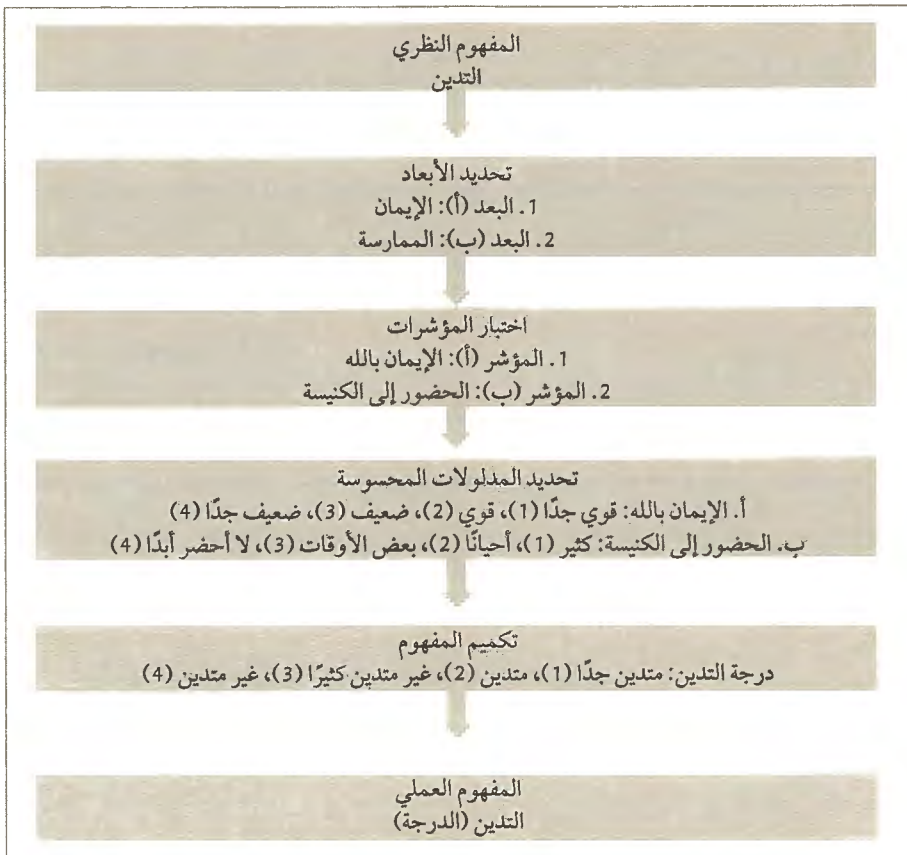 المفهوم النظري
التدين
تحديد الأبعاد
1. البعد (أ): الإيمان
2. البعد (ب): الممارسة
اختبار المؤشرات
1. المؤشر (أ): الإيمان بالله
2. المؤشر (ب): الحضور إلى الكنيسة
تحديد المدلولات المحسوسة
أ. الإيمان بالله: قوي جدًا (1)، قوي (2)، ضعيف (3)، ضعيف جدًا (4)
ب. الحضور إلى الكنيسة: كثير (1)، أحيانًا (2)، بعض الأوقات (3)، لا أحضر أبدًا (4)
تكميم المفهوم
درجة التدين: متدين جدًا (1)، متدين (2)، غير متدين كثيرًا (3)، غير متدين (4)
المفهوم العملي
التدين (الدرجة)